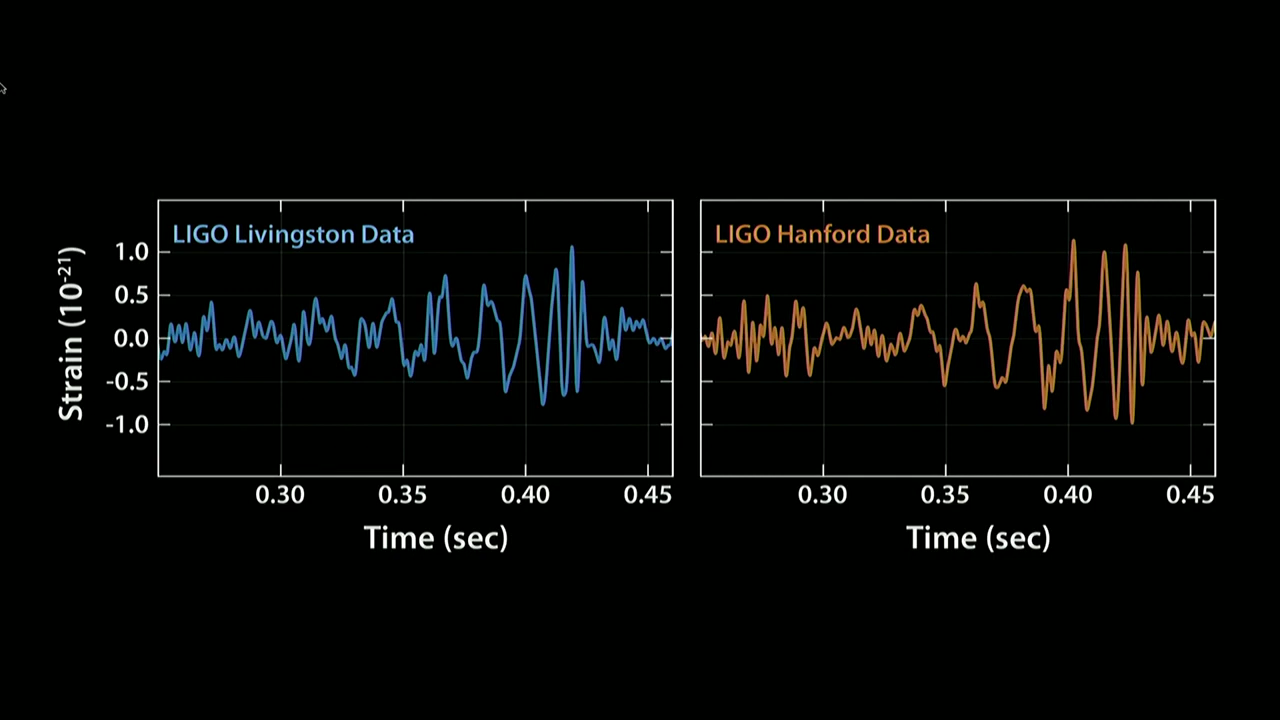 LIGO Livingston Data
LIGO Hanford Data
Strain (10⁻²¹)
1.0
0.5
0.0
-0.5
-1.0
0.30 0.35 0.40 0.45
0.30 0.35 0.40 0.45
Time (sec)
Time (sec)